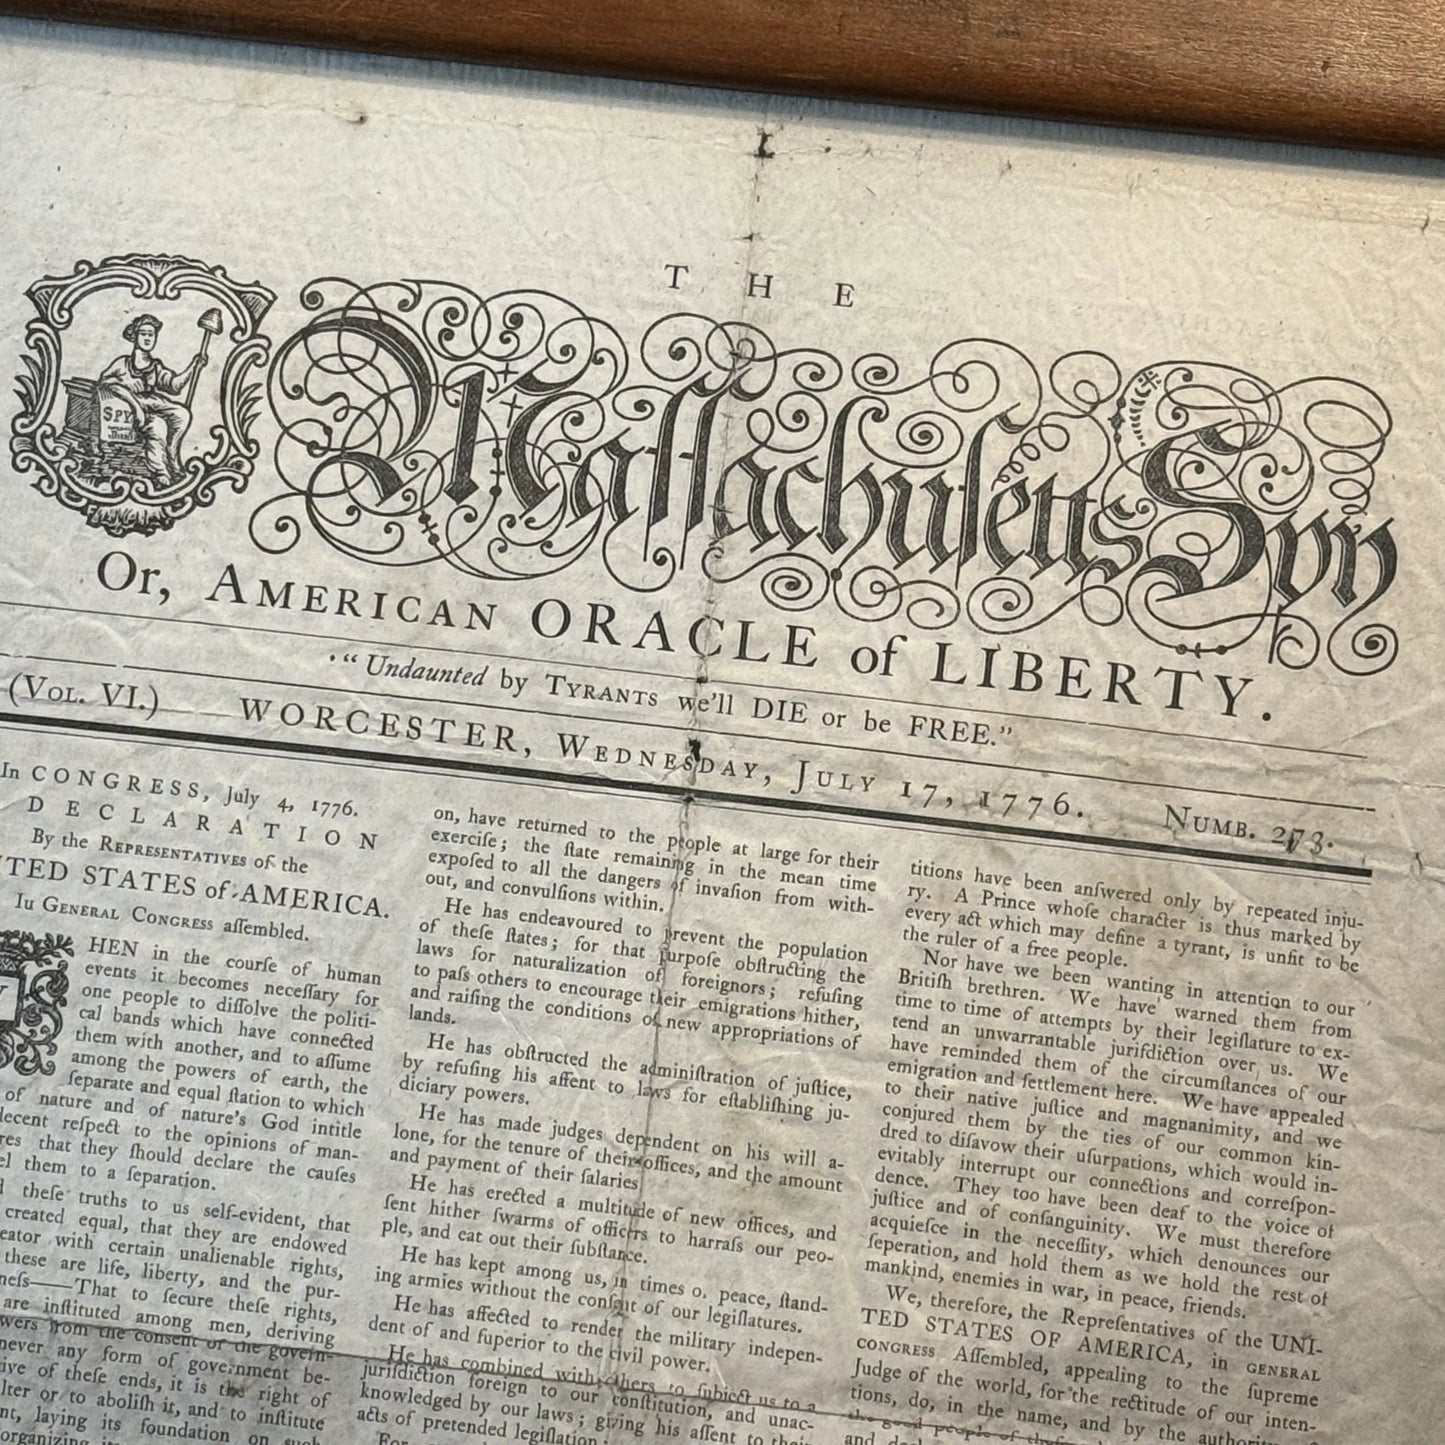 THE
SPY
Maſſachuſetts Spy
Or, AMERICAN ORACLE of LIBERTY.
“Undaunted by TYRANTS we'll DIE or be FREE.”
(VOL. VI.) WORCESTER, WEDNESDAY, JULY 17, 1776. NUMB. 273.
In CONGRESS, July 4, 1776.
DECLARATION
By the REPRESENTATIVES of the
TED STATES of AMERICA.
Iu GENERAL CONGRESS aſſembled.
HEN in the courſe of human
events it becomes neceſſary for
one people to diſſolve the politi-
cal bands which have connected
them with another, and to aſſume
among the powers of earth, the
ſeparate and equal ſtation to which
of nature and of nature's God intitle
decent reſpect to the opinions of man-
res that they ſhould declare the cauſes
el them to a ſeparation.
theſe truths to us self-evident, that
created equal, that they are endowed
eator with certain unalienable rights,
theſe are life, liberty, and the pur-
neſs——That to ſecure theſe rights,
are inſtituted among men, deriving
wers from the conſent of the govern-
never any form of government be-
ive of theſe ends, it is the right of
lter or to aboliſh it, and to inſtitute
nt, laying its foundation on such
organizing its
on, have returned to the people at large for their
exerciſe; the ſtate remaining in the mean time
expoſed to all the dangers of invaſion from with-
out, and convulſions within.
He has endeavoured to prevent the population
of theſe ſtates; for that purpoſe obſtructing the
laws for naturalization of foreignors; refuſing
to paſs others to encourage their emigrations hither,
and raiſing the conditions of new appropriations of
lands.
He has obſtructed the adminiſtration of juſtice,
by refuſing his aſſent to laws for eſtabliſhing ju-
diciary powers.
He has made judges dependent on his will a-
lone, for the tenure of their offices, and the amount
and payment of their ſalaries
He has erected a multitude of new offices, and
ſent hither ſwarms of officers to harraſs our peo-
ple, and eat out their ſubſtance.
He has kept among us, in times o. peace, ſtand-
ing armies without the conſent of our legiſlatures.
He has affected to render the military indepen-
dent of and ſuperior to the civil power.
He has combined with others to ſubject us to a
jurisdiction foreign to our conſtitution, and unac-
knowledged by our laws; giving his aſſent to their
acts of pretended legiſlation:
For
titions have been anſwered only by repeated inju-
ry. A Prince whoſe character is thus marked by
every act which may define a tyrant, is unfit to be
the ruler of a free people.
Nor have we been wanting in attention to our
Britiſh brethren. We have warned them from
time to time of attempts by their legiſlature to ex-
tend an unwarrantable juriſdiction over us. We
have reminded them of the circumſtances of our
emigration and ſettlement here. We have appealed
to their native juſtice and magnanimity, and we
conjured them by the ties of our common kin-
dred to diſavow their uſurpations, which would in-
evitably interrupt our connections and correſpon-
dence. They too have been deaf to the voice of
juſtice and of conſanguinity. We muſt therefore
acquieſce in the neceſſity, which denounces our
ſeperation, and hold them as we hold the rest of
mankind, enemies in war, in peace, friends.
We, therefore, the Repreſentatives of the UNI-
TED STATES OF AMERICA, in GENERAL
CONGRESS Aſſembled, appealing to the ſupreme
Judge of the world, for the rectitude of our inten-
tions, do, in the name, and by the authority
the good people of theſe
and